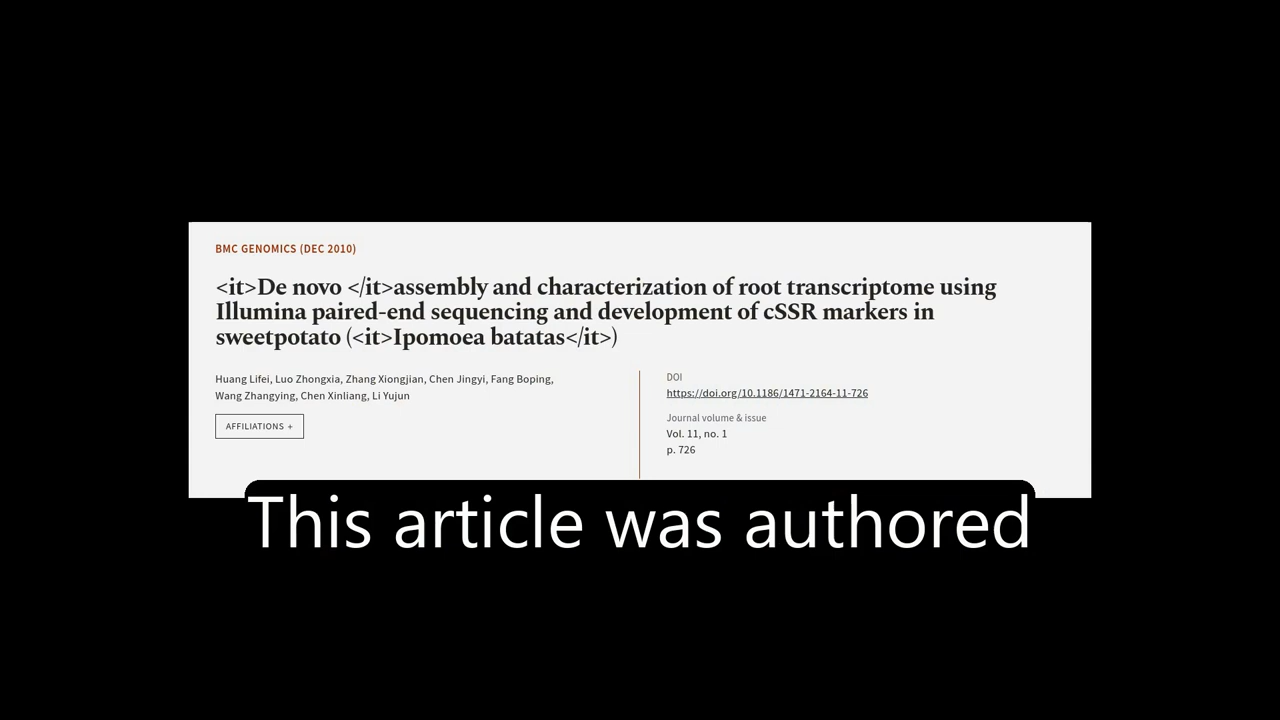 BMC GENOMICS (DEC 2010)
<it>De novo </it>assembly and characterization of root transcriptome using
Illumina paired-end sequencing and development of cSSR markers in
sweetpotato (<it>Ipomoea batatas</it>)
Huang Lifei, Luo Zhongxia, Zhang Xiongjian, Chen Jingyi, Fang Boping,
Wang Zhangying, Chen Xinliang, Li Yujun
AFFILIATIONS +
DOI
https://doi.org/10.1186/1471-2164-11-726
Journal volume & issue
Vol. 11, no. 1
p. 726
This article was authored